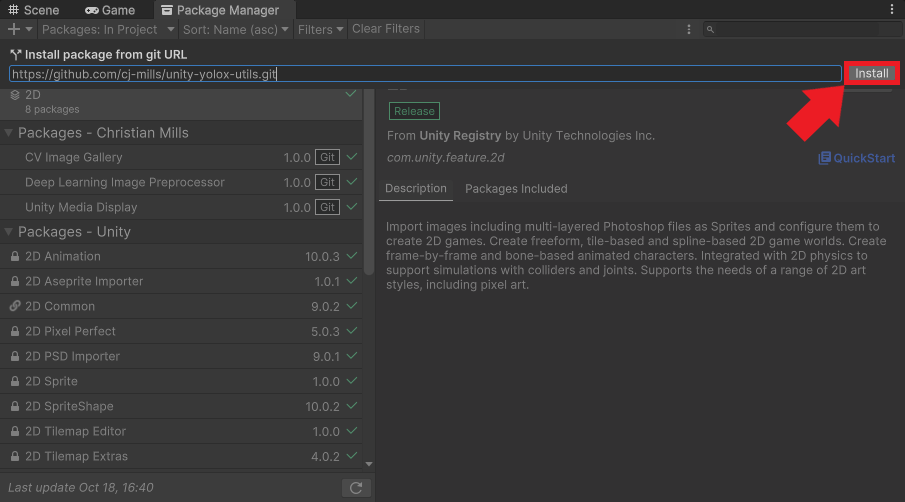 Scene Game Package Manager
Packages: In Project Sort: Name (asc) Filters Clear Filters
Install package from git URL
https://github.com/cj-mills/unity-yolox-utils.git Install
2D
8 packages
Packages - Christian Mills
CV Image Gallery 1.0.0 Git
Deep Learning Image Preprocessor 1.0.0 Git
Unity Media Display 1.0.0 Git
Packages - Unity
2D Animation 10.0.3
2D Aseprite Importer 1.0.1
2D Common 9.0.2
2D Pixel Perfect 5.0.3
2D PSD Importer 9.0.1
2D Sprite 1.0.0
2D SpriteShape 10.0.2
2D Tilemap Editor 1.0.0
2D Tilemap Extras 4.0.2
Last update Oct 18, 16:40
Release
From Unity Registry by Unity Technologies Inc.
com.unity.feature.2d
QuickStart
Description Packages Included
Import images including multi-layered Photoshop files as Sprites and configure them to
create 2D games. Create freeform, tile-based and spline-based 2D game worlds. Create
frame-by-frame and bone-based animated characters. Integrated with 2D physics to
support simulations with colliders and joints. Supports the needs of a range of 2D art
styles, including pixel art.